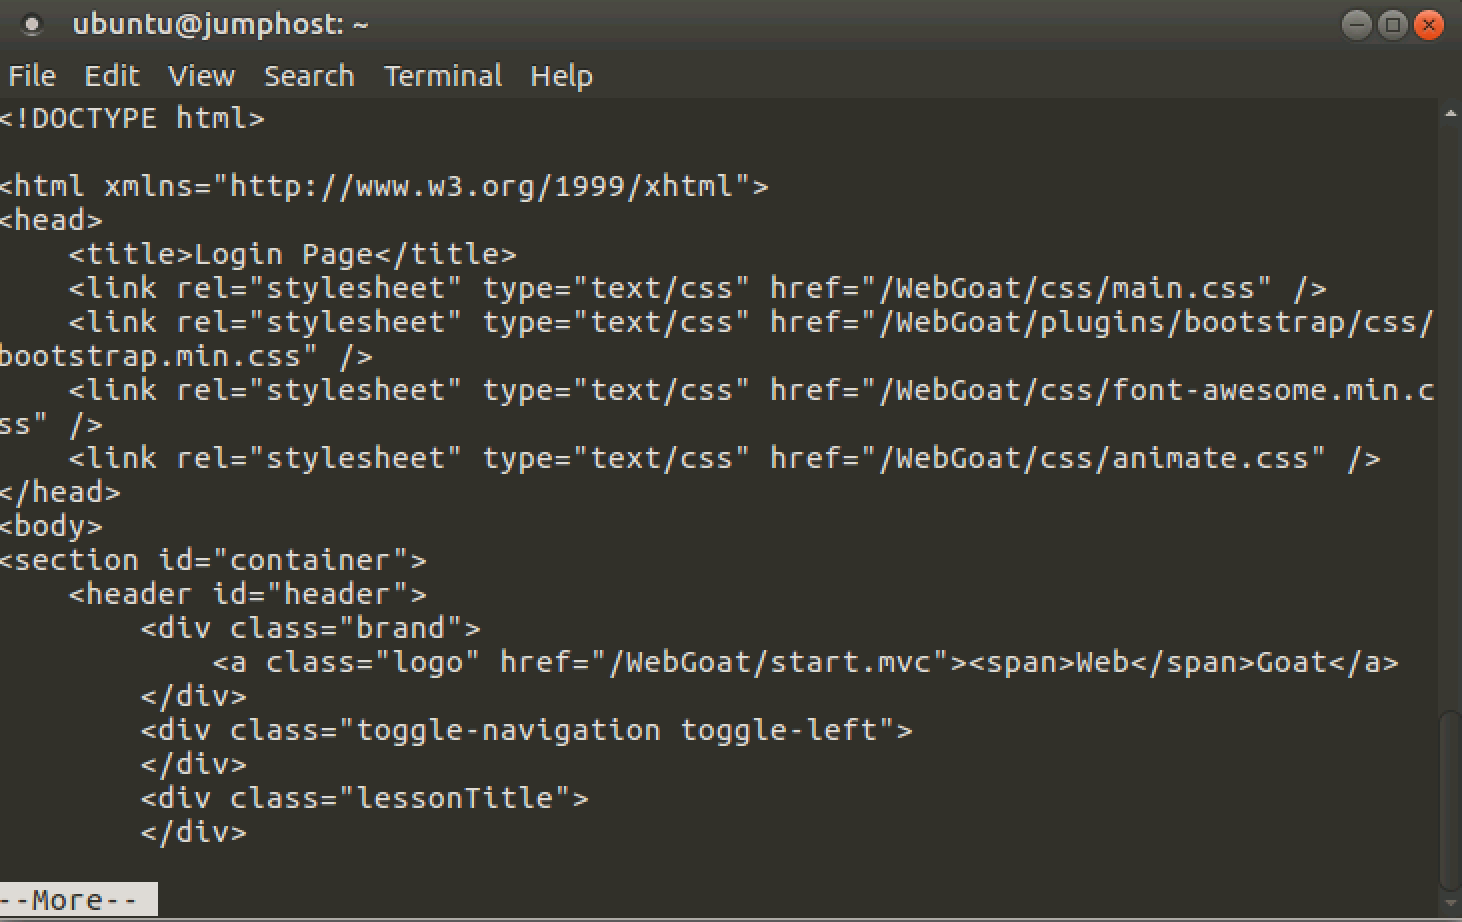 ubuntu@jumphost: ~
File Edit View Search Terminal Help
<!DOCTYPE html>

<html xmlns="http://www.w3.org/1999/xhtml">
<head>
    <title>Login Page</title>
    <link rel="stylesheet" type="text/css" href="/WebGoat/css/main.css" />
    <link rel="stylesheet" type="text/css" href="/WebGoat/plugins/bootstrap/css/
bootstrap.min.css" />
    <link rel="stylesheet" type="text/css" href="/WebGoat/css/font-awesome.min.c
ss" />
    <link rel="stylesheet" type="text/css" href="/WebGoat/css/animate.css" />
</head>
<body>
<section id="container">
    <header id="header">
        <div class="brand">
            <a class="logo" href="/WebGoat/start.mvc"><span>Web</span>Goat</a>
        </div>
        <div class="toggle-navigation toggle-left">
        </div>
        <div class="lessonTitle">
        </div>

--More--